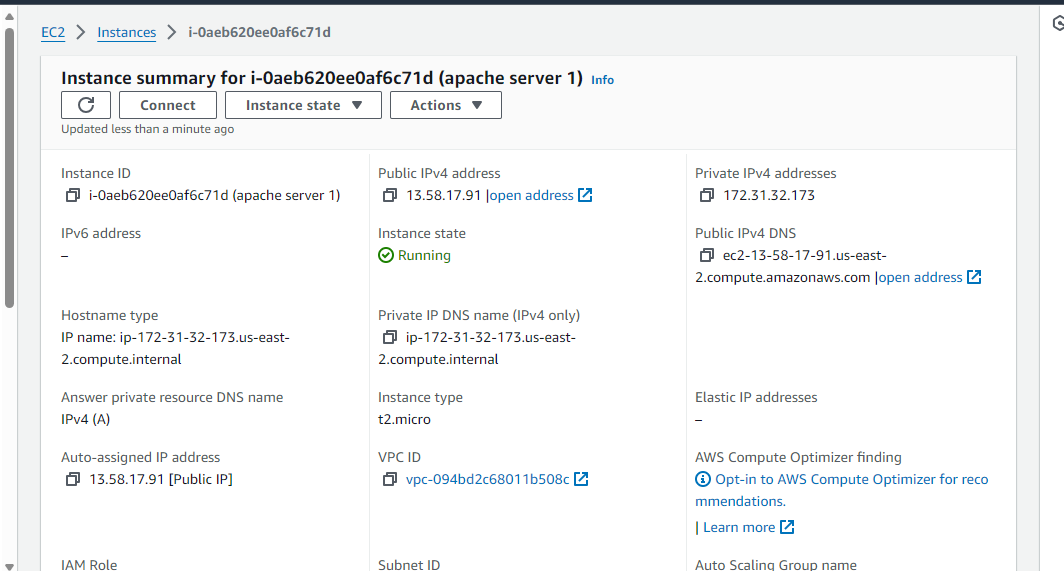 EC2 > Instances > i-0aeb620ee0af6c71d
Instance summary for i-0aeb620ee0af6c71d (apache server 1) Info
Connect Instance state Actions
Updated less than a minute ago
Instance ID
i-0aeb620ee0af6c71d (apache server 1)
Public IPv4 address
13.58.17.91 |open address
Private IPv4 addresses
172.31.32.173
IPv6 address
–
Instance state
Running
Public IPv4 DNS
ec2-13-58-17-91.us-east-
2.compute.amazonaws.com |open address
Hostname type
IP name: ip-172-31-32-173.us-east-
2.compute.internal
Private IP DNS name (IPv4 only)
ip-172-31-32-173.us-east-
2.compute.internal
Answer private resource DNS name
IPv4 (A)
Instance type
t2.micro
Elastic IP addresses
–
Auto-assigned IP address
13.58.17.91 [Public IP]
VPC ID
vpc-094bd2c68011b508c
AWS Compute Optimizer finding
Opt-in to AWS Compute Optimizer for reco
mmendations.
| Learn more
IAM Role
Subnet ID
Auto Scaling Group name